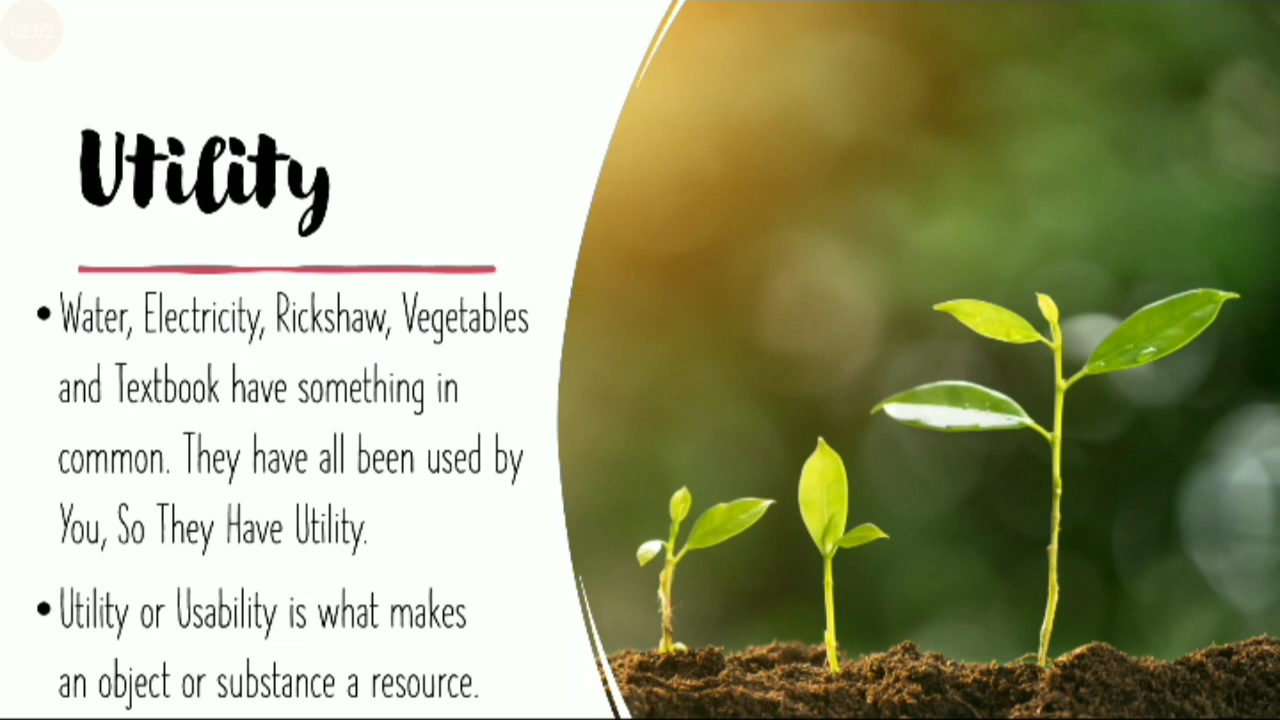 Utility
• Water, Electricity, Rickshaw, Vegetables
and Textbook have something in
common. They have all been used by
You, So They Have Utility.
• Utility or Usability is what makes
an object or substance a resource.